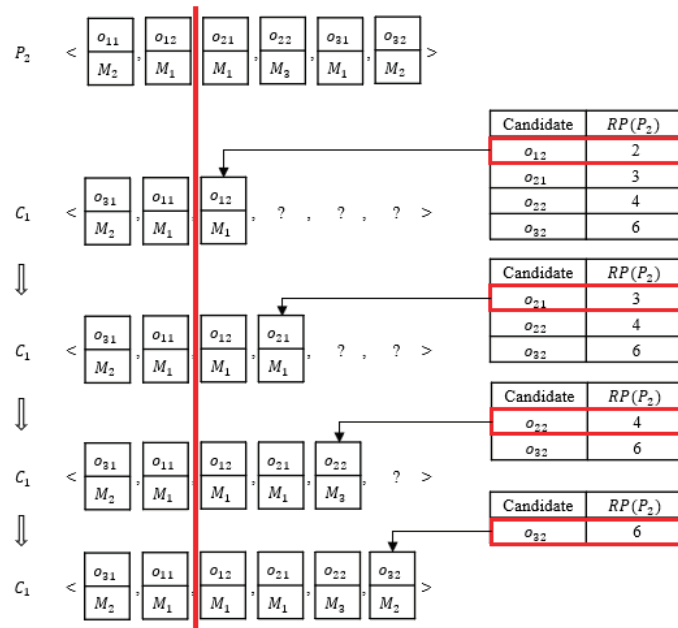 P₂ < o₁₁ , o₁₂ , o₂₁ , o₂₂ , o₃₁ , o₃₂ >
M₂ M₁ M₁ M₃ M₁ M₂
Candidate RP(P₂)
o₁₂ 2
o₂₁ 3
o₂₂ 4
o₃₂ 6
C₁ < o₃₁ , o₁₁ , o₁₂ , ? , ? , ? >
M₂ M₁ M₁
⇩
Candidate RP(P₂)
o₂₁ 3
o₂₂ 4
o₃₂ 6
C₁ < o₃₁ , o₁₁ , o₁₂ , o₂₁ , ? , ? >
M₂ M₁ M₁ M₁
⇩
Candidate RP(P₂)
o₂₂ 4
o₃₂ 6
C₁ < o₃₁ , o₁₁ , o₁₂ , o₂₁ , o₂₂ , ? >
M₂ M₁ M₁ M₁ M₃
⇩
Candidate RP(P₂)
o₃₂ 6
C₁ < o₃₁ , o₁₁ , o₁₂ , o₂₁ , o₂₂ , o₃₂ >
M₂ M₁ M₁ M₁ M₃ M₂